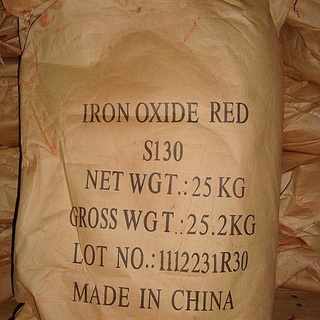 IRON OXIDE RED
S130
NET WGT.:25 KG
GROSS WGT.:25.2KG
LOT NO.:1112231R30
MADE IN CHINA